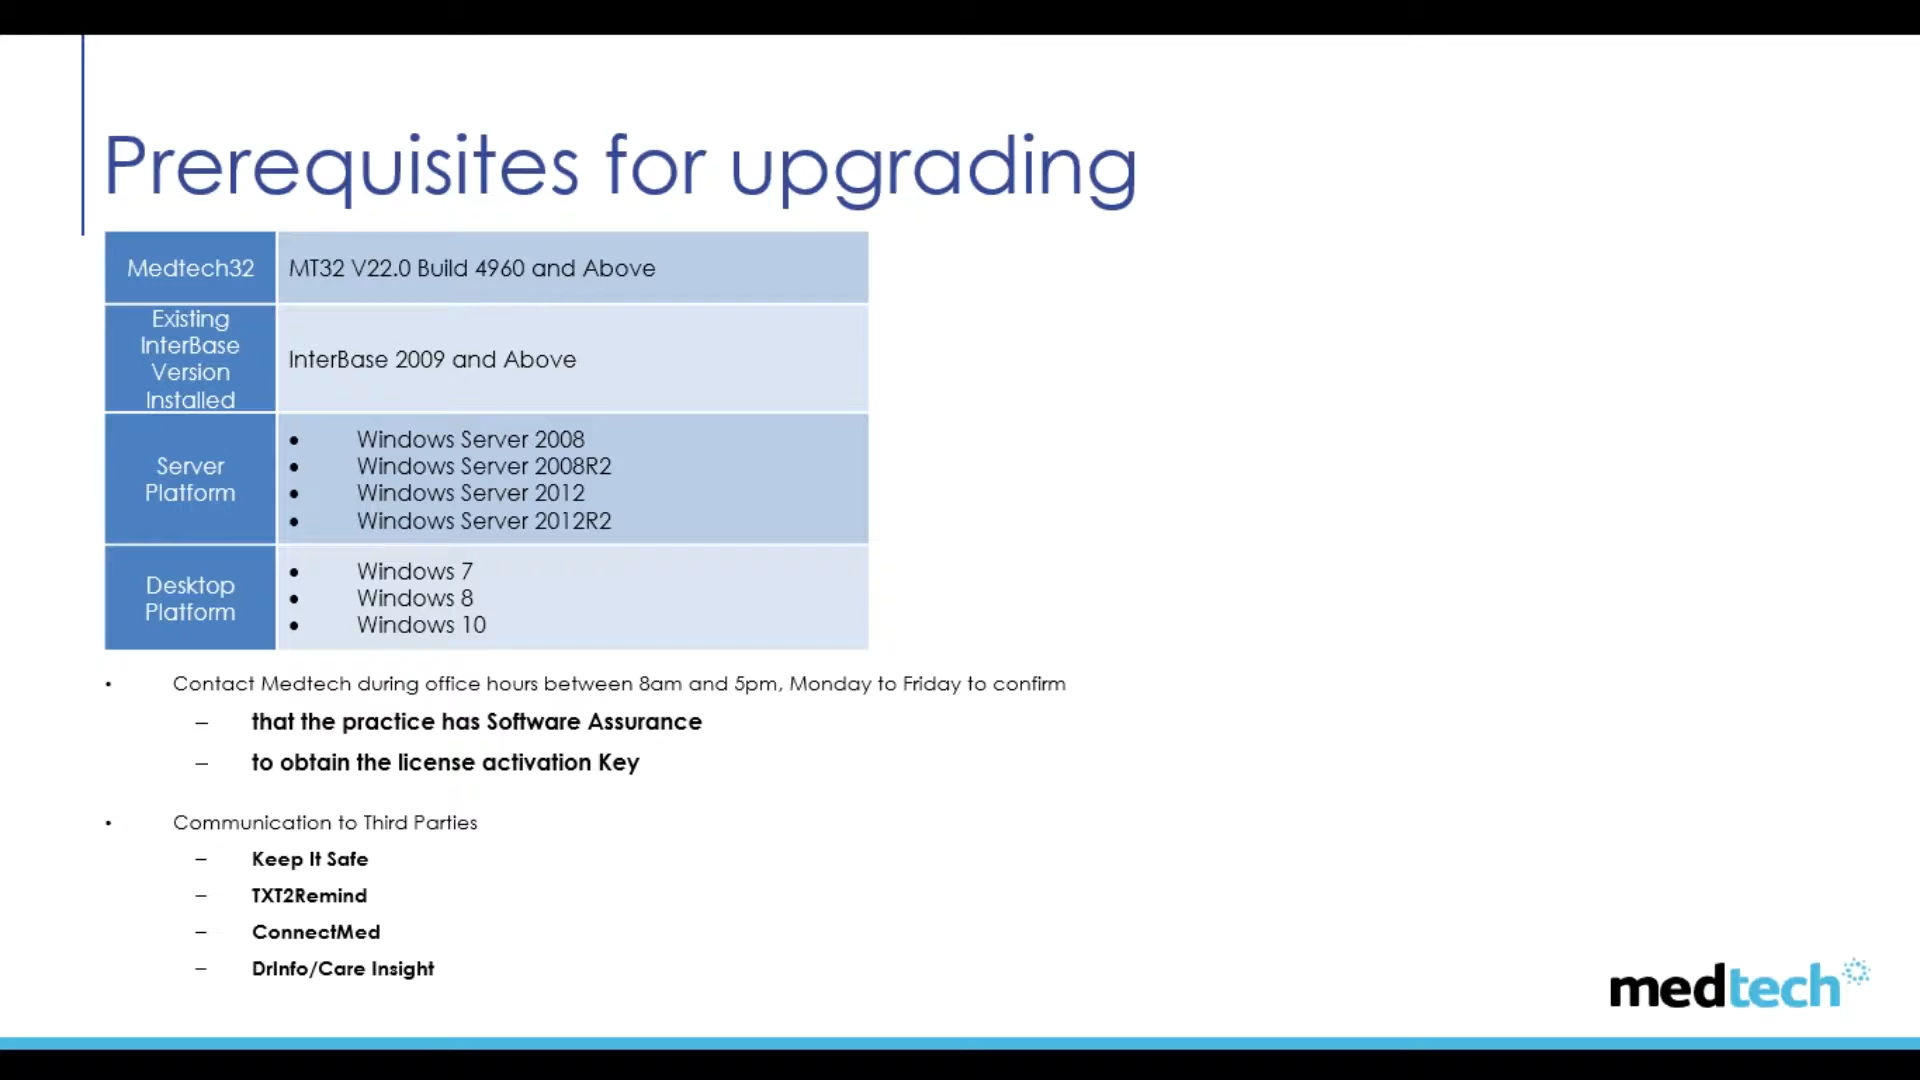 Prerequisites for upgrading
Medtech32
MT32 V22.0 Build 4960 and Above
Existing
InterBase
Version
Installed
InterBase 2009 and Above
Server
Platform
• Windows Server 2008
• Windows Server 2008R2
• Windows Server 2012
• Windows Server 2012R2
Desktop
Platform
• Windows 7
• Windows 8
• Windows 10
• Contact Medtech during office hours between 8am and 5pm, Monday to Friday to confirm
– that the practice has Software Assurance
– to obtain the license activation Key
• Communication to Third Parties
– Keep It Safe
– TXT2Remind
– ConnectMed
– DrInfo/Care Insight
medtech